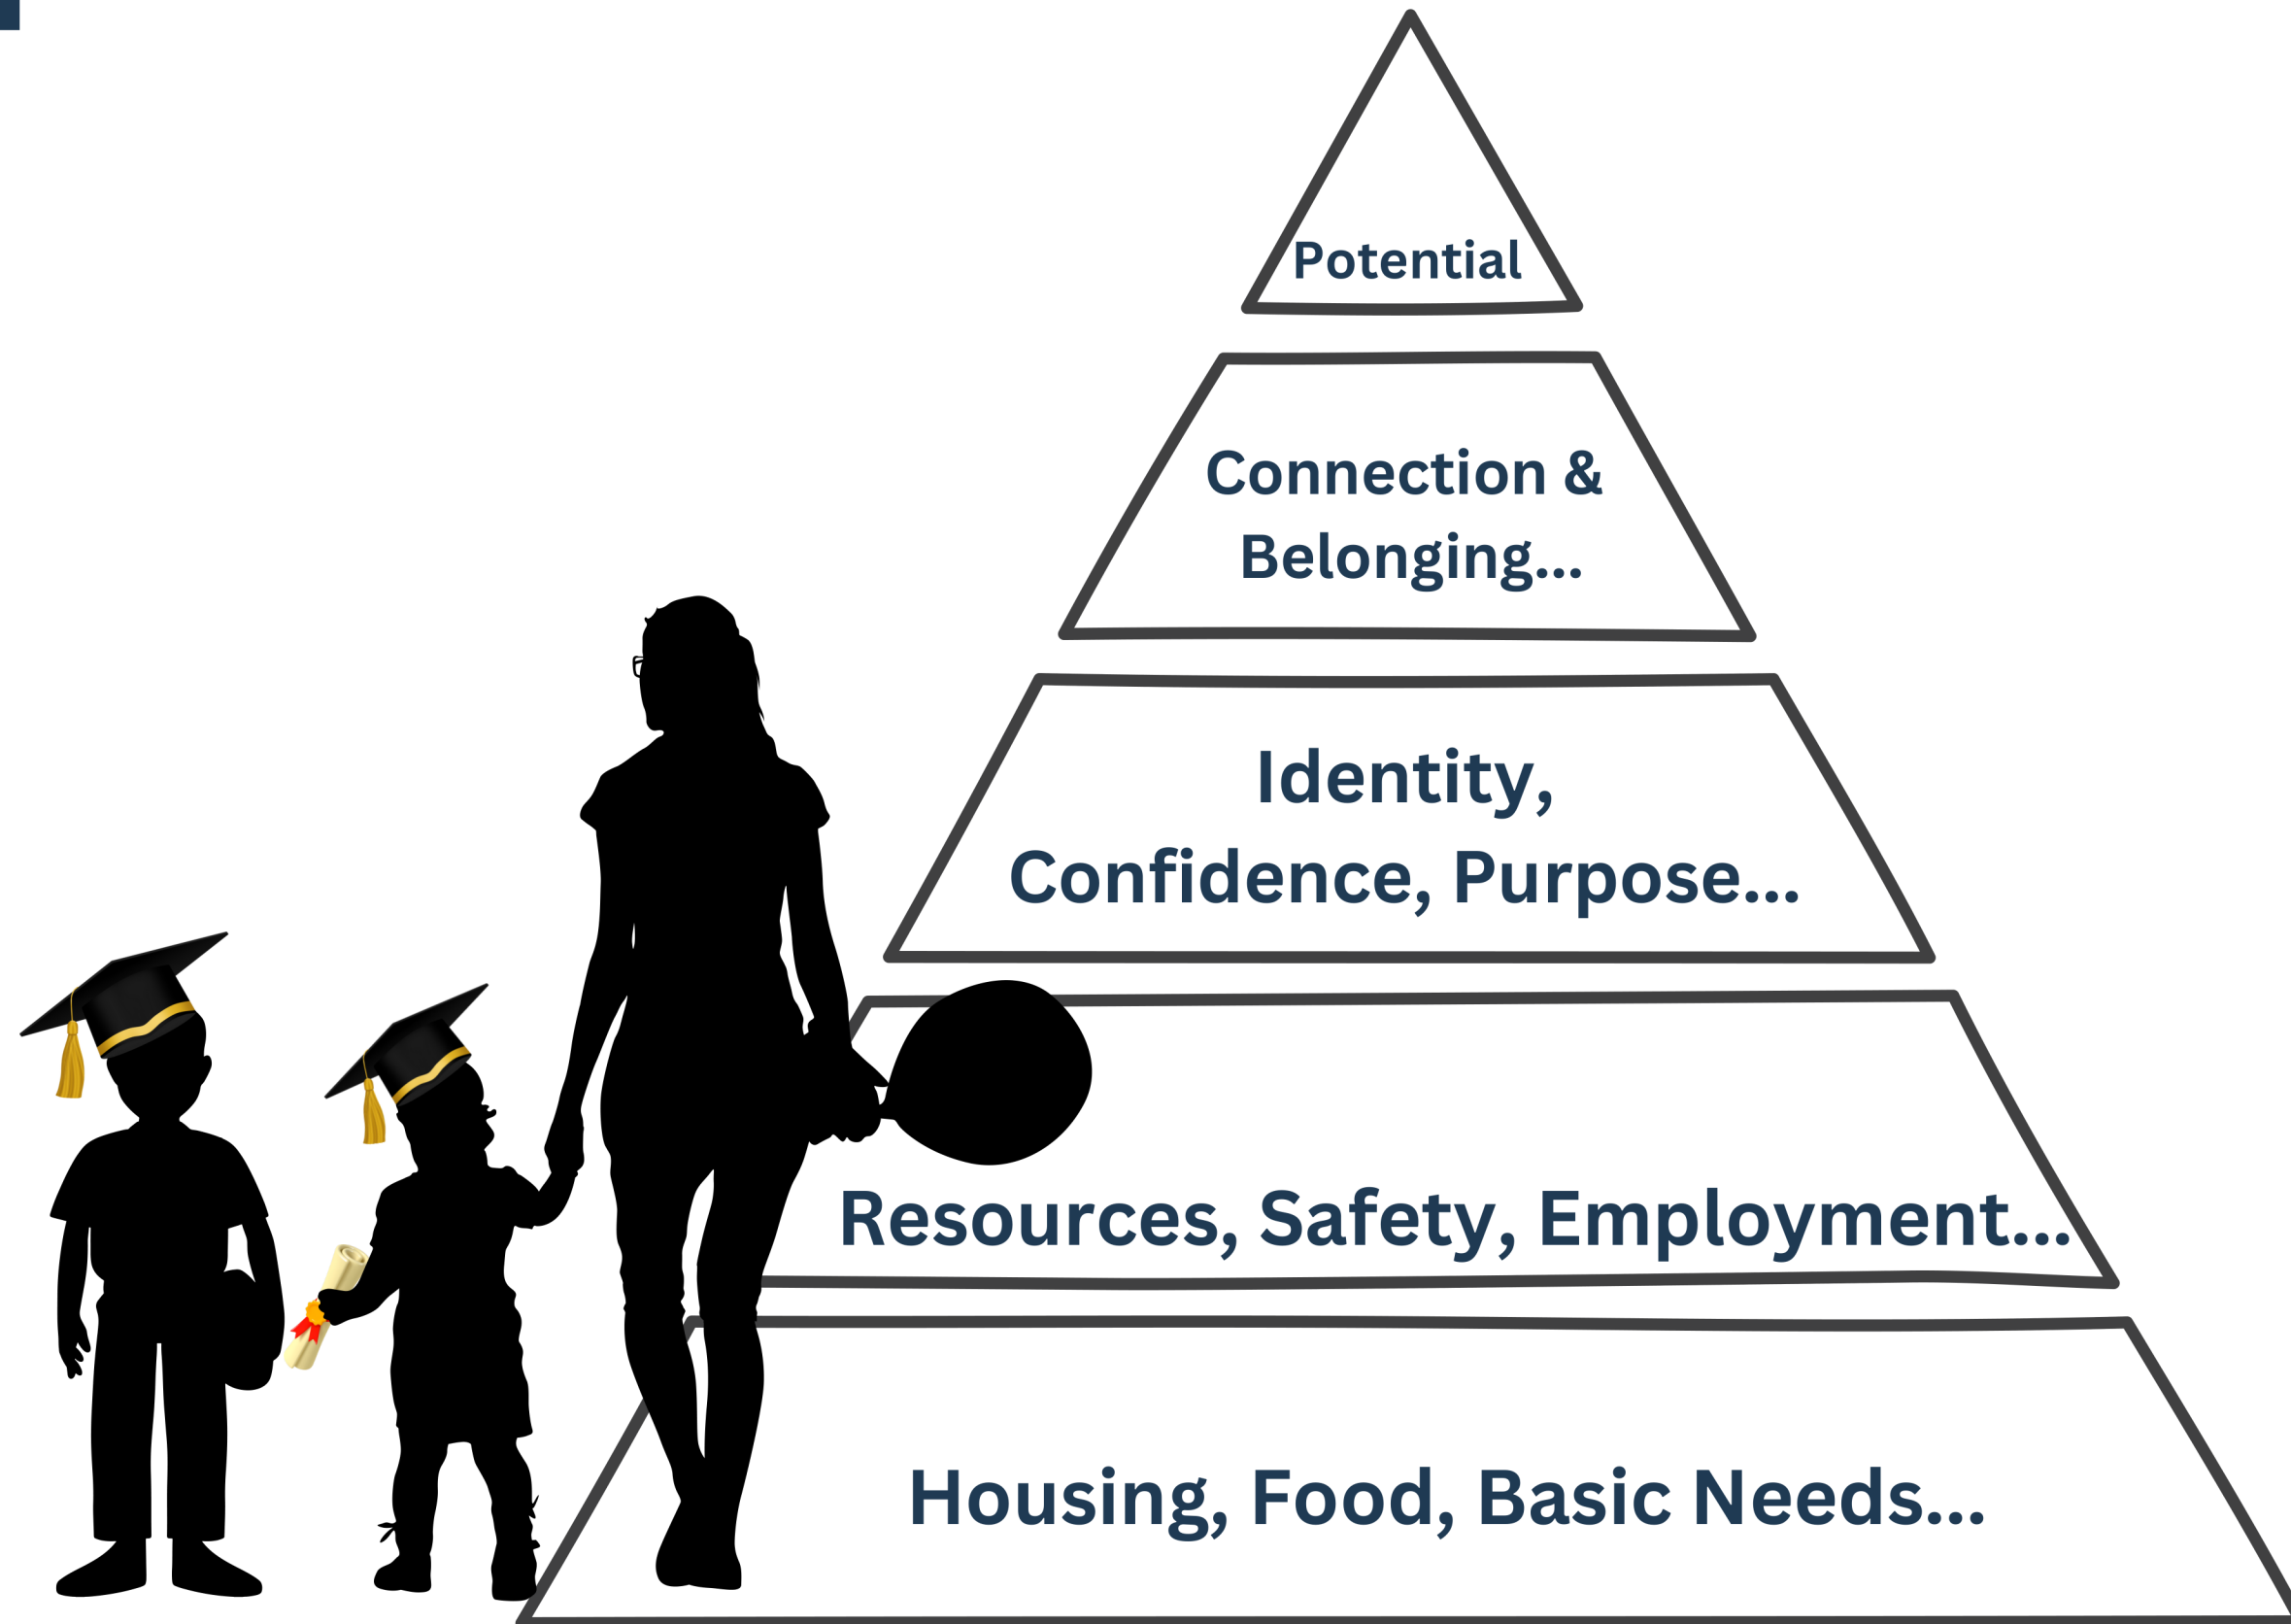 Potential
Connection &
Belonging...
Identity,
Confidence, Purpose...
Resources, Safety, Employment...
Housing, Food, Basic Needs...